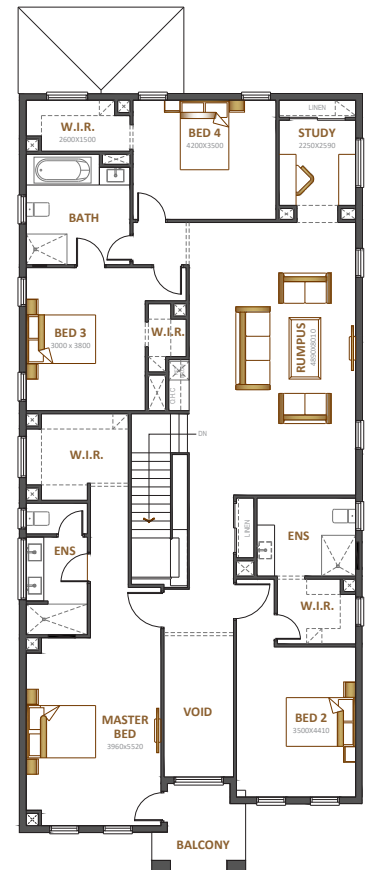 LINEN
W.I.R.
2600X1500
BED 4
4200X3500
STUDY
2250X2590
BATH
BED 3
3000 x 3800
W.I.R.
RUMPUS
4890X8010
O.H.C
W.I.R.
DN
LINEN
ENS
ENS
W.I.R.
MASTER
BED
3960x5520
VOID
BED 2
3500X4410
BALCONY